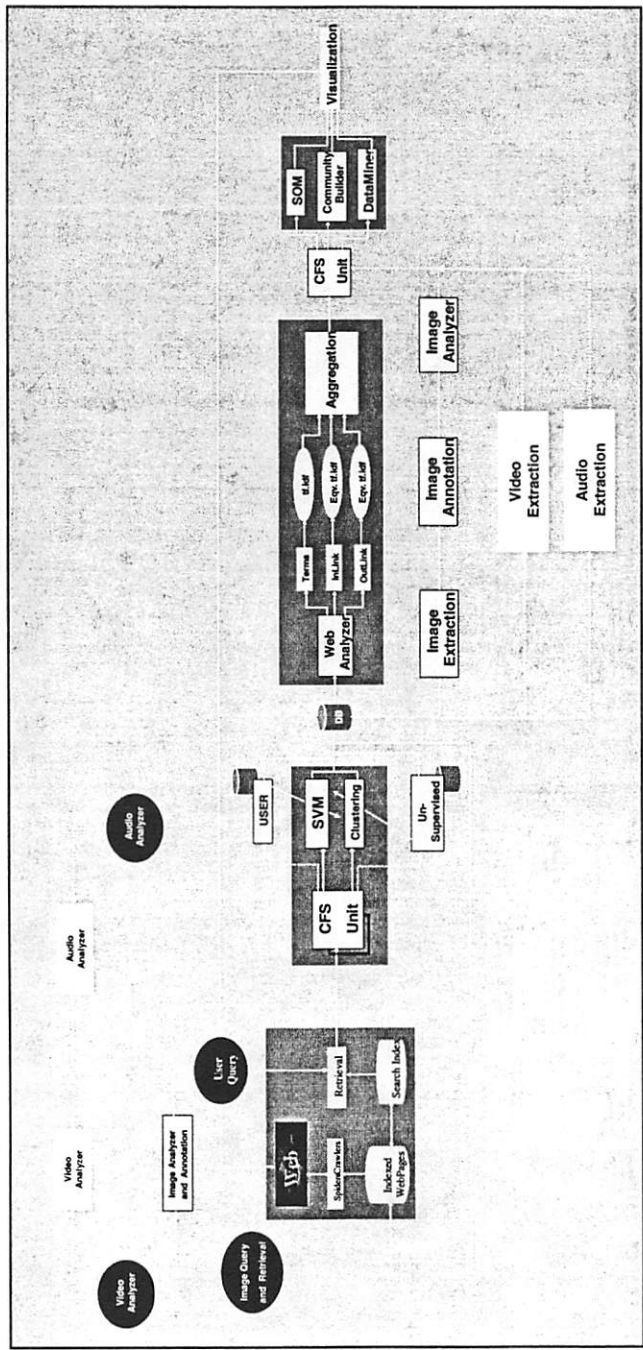 Video
Analyzer
Audio
Analyzer
Audio
Analyzer
Video
Analyzer
Image Analyzer
and Annotation
Image Query
and Retrieval
User
Query
Web
Spiders/Crawlers
Retrieval
Indexed
WebPages
Search Index
CFS
Unit
USER
SVM
Clustering
Un-
Supervised
DB
Web
Analyzer
Terms
InLink
OutLink
tf.idf
Eqv. tf.idf
Eqv. tf.idf
Aggregation
CFS
Unit
SOM
Community
Builder
DataMiner
Visualization
Image
Extraction
Image
Annotation
Image
Analyzer
Video
Extraction
Audio
Extraction